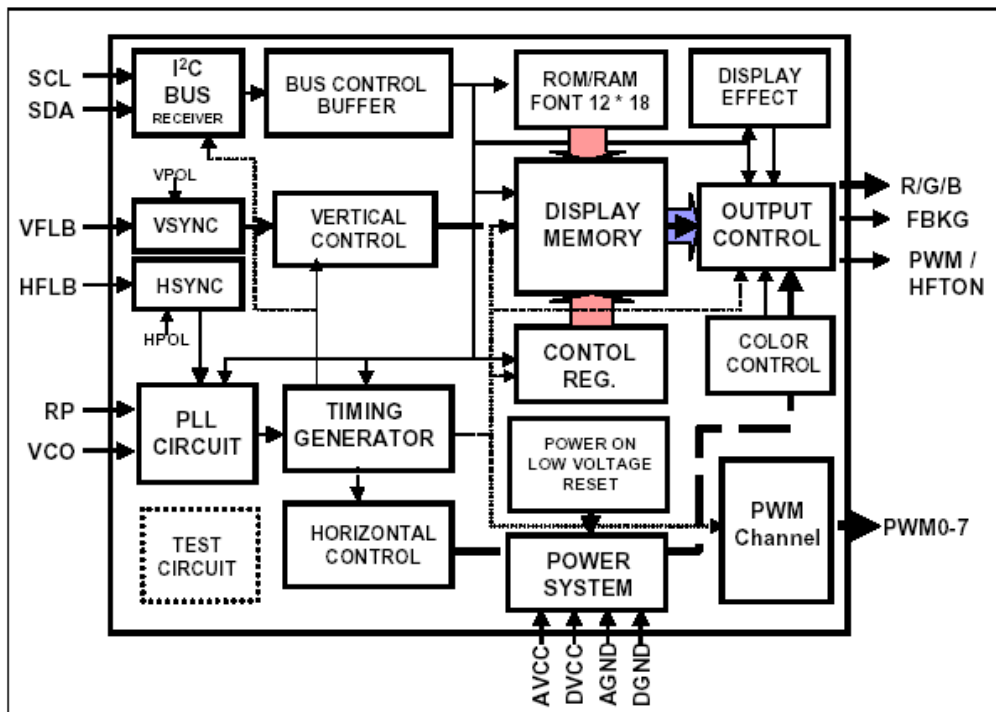 SCL
SDA
I²C
BUS
RECEIVER
BUS CONTROL
BUFFER
ROM/RAM
FONT 12 * 18
DISPLAY
EFFECT
VPOL
VFLB
VSYNC
VERTICAL
CONTROL
DISPLAY
MEMORY
OUTPUT
CONTROL
R/G/B
FBKG
PWM /
HFTON
HFLB
HSYNC
HPOL
CONTOL
REG.
COLOR
CONTROL
RP
VCO
PLL
CIRCUIT
TIMING
GENERATOR
POWER ON
LOW VOLTAGE
RESET
PWM
Channel
PWM0-7
TEST
CIRCUIT
HORIZONTAL
CONTROL
POWER
SYSTEM
AVCC
DVCC
AGND
DGND